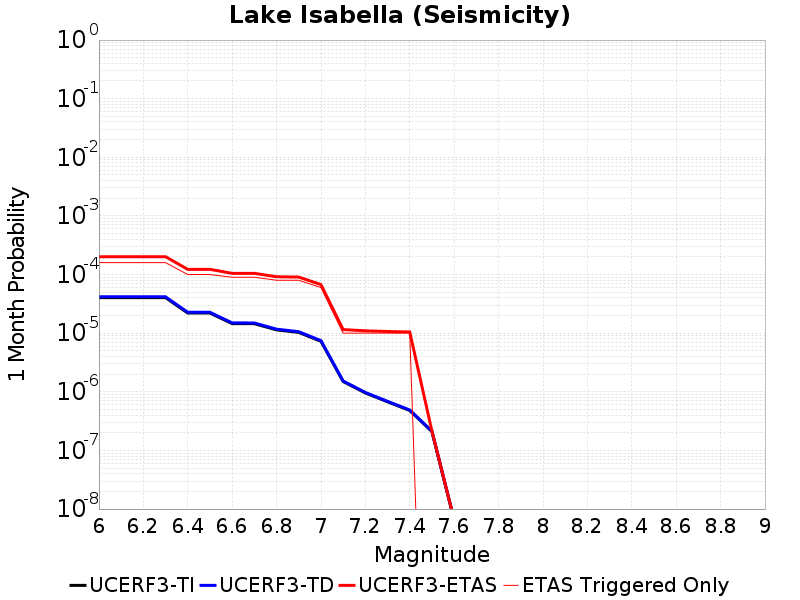 Lake Isabella (Seismicity)
10^0
10^-1
10^-2
10^-3
10^-4
10^-5
10^-6
10^-7
10^-8
1 Month Probability
6 6.2 6.4 6.6 6.8 7 7.2 7.4 7.6 7.8 8 8.2 8.4 8.6 8.8 9
Magnitude
UCERF3-TI UCERF3-TD UCERF3-ETAS ETAS Triggered Only